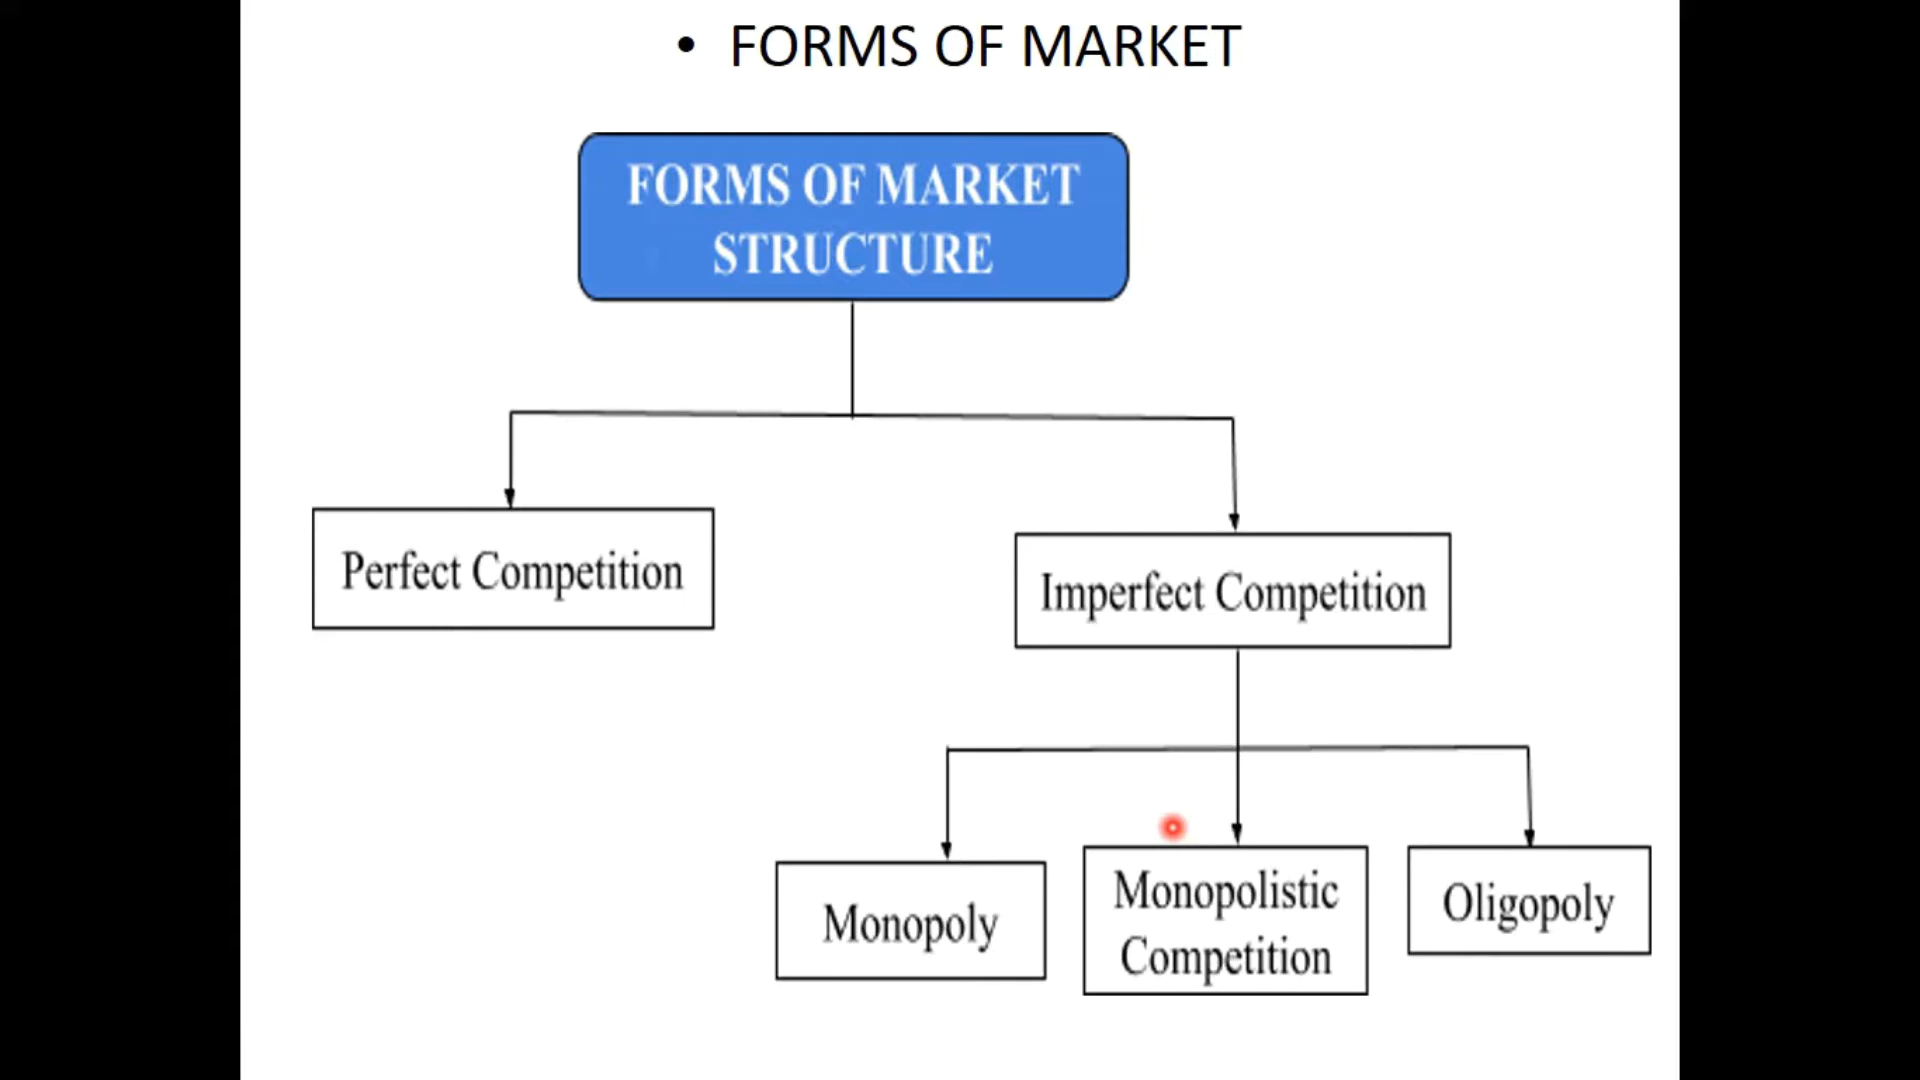 • FORMS OF MARKET
FORMS OF MARKET
STRUCTURE
Perfect Competition
Imperfect Competition
Monopoly
Monopolistic
Competition
Oligopoly